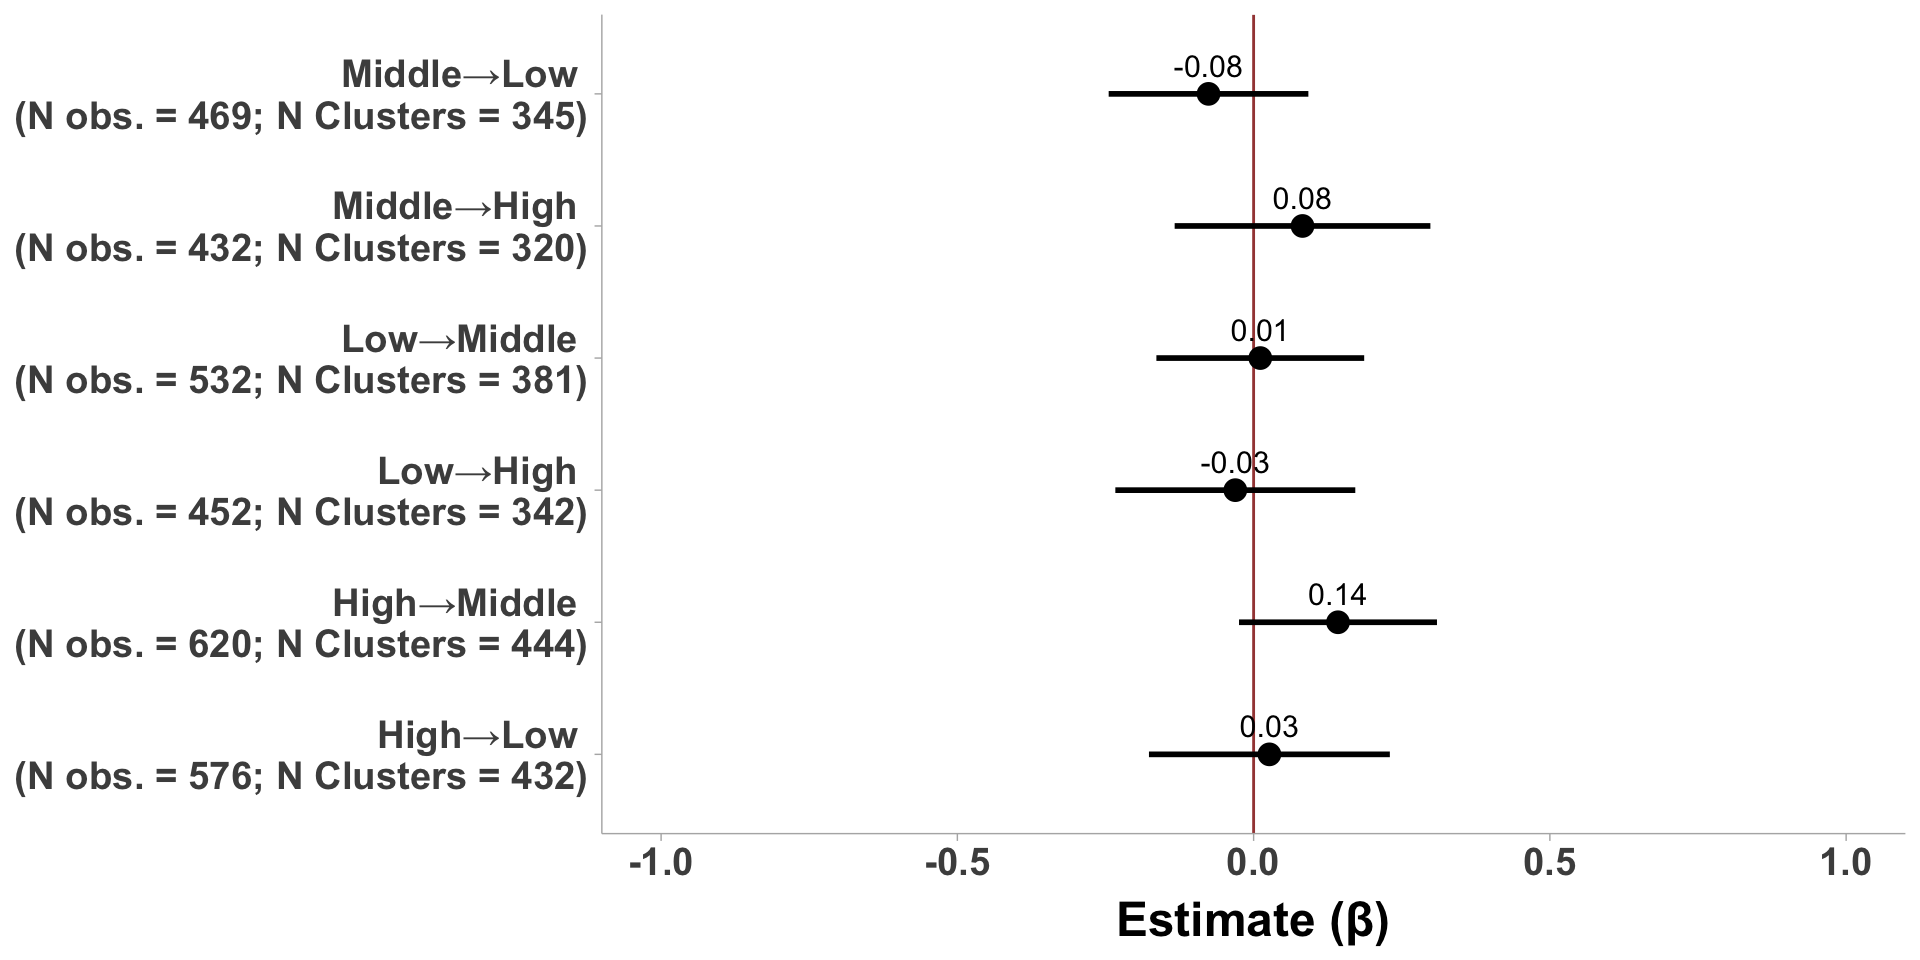 Middle→Low
(N obs. = 469; N Clusters = 345)
-0.08
Middle→High
(N obs. = 432; N Clusters = 320)
0.08
Low→Middle
(N obs. = 532; N Clusters = 381)
0.01
Low→High
(N obs. = 452; N Clusters = 342)
-0.03
High→Middle
(N obs. = 620; N Clusters = 444)
0.14
High→Low
(N obs. = 576; N Clusters = 432)
0.03
-1.0 -0.5 0.0 0.5 1.0
Estimate (β)